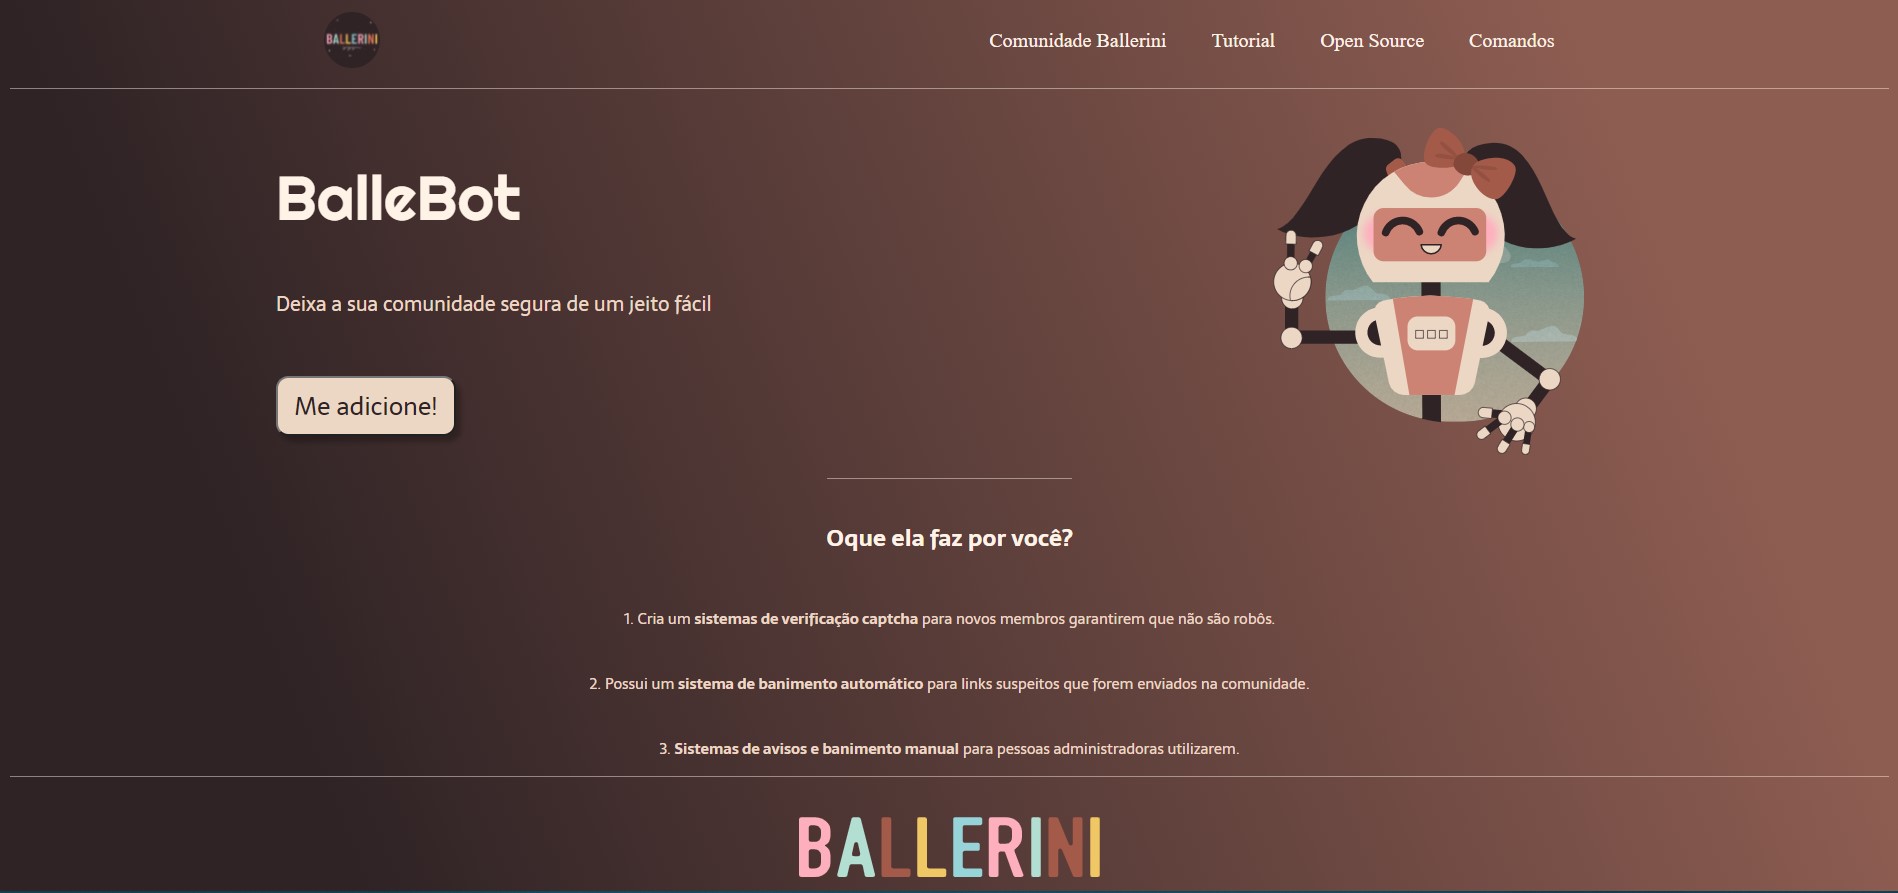 BALLERINI
Comunidade Ballerini
Tutorial
Open Source
Comandos
BalleBot
Deixa a sua comunidade segura de um jeito fácil
Me adicione!
Oque ela faz por você?
1. Cria um sistemas de verificação captcha para novos membros garantirem que não são robôs.
2. Possui um sistema de banimento automático para links suspeitos que forem enviados na comunidade.
3. Sistemas de avisos e banimento manual para pessoas administradoras utilizarem.
BALLERINI